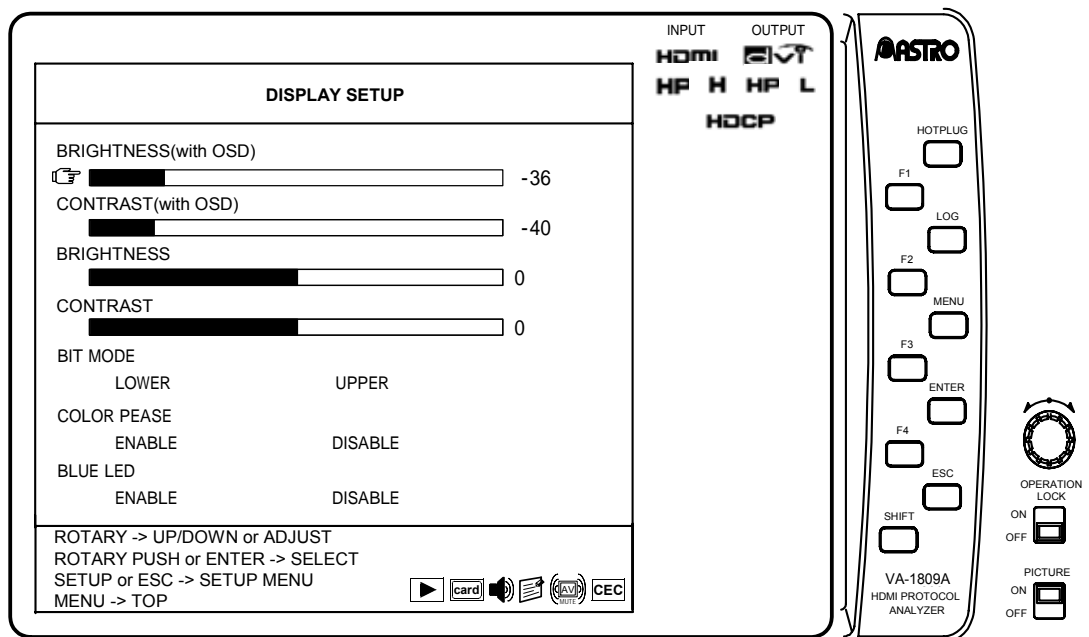 INPUT OUTPUT
HDMI DVI
HP H HP L
HDCP
DISPLAY SETUP
BRIGHTNESS(with OSD)
-36
CONTRAST(with OSD)
-40
BRIGHTNESS
0
CONTRAST
0
BIT MODE
LOWER UPPER
COLOR PEASE
ENABLE DISABLE
BLUE LED
ENABLE DISABLE
ROTARY -> UP/DOWN or ADJUST
ROTARY PUSH or ENTER -> SELECT
SETUP or ESC -> SETUP MENU
MENU -> TOP
card AV MUTE CEC
ASTRO
HOTPLUG
F1
LOG
F2
MENU
F3
ENTER
F4
ESC
SHIFT
VA-1809A
HDMI PROTOCOL
ANALYZER
OPERATION
LOCK
ON
OFF
PICTURE
ON
OFF